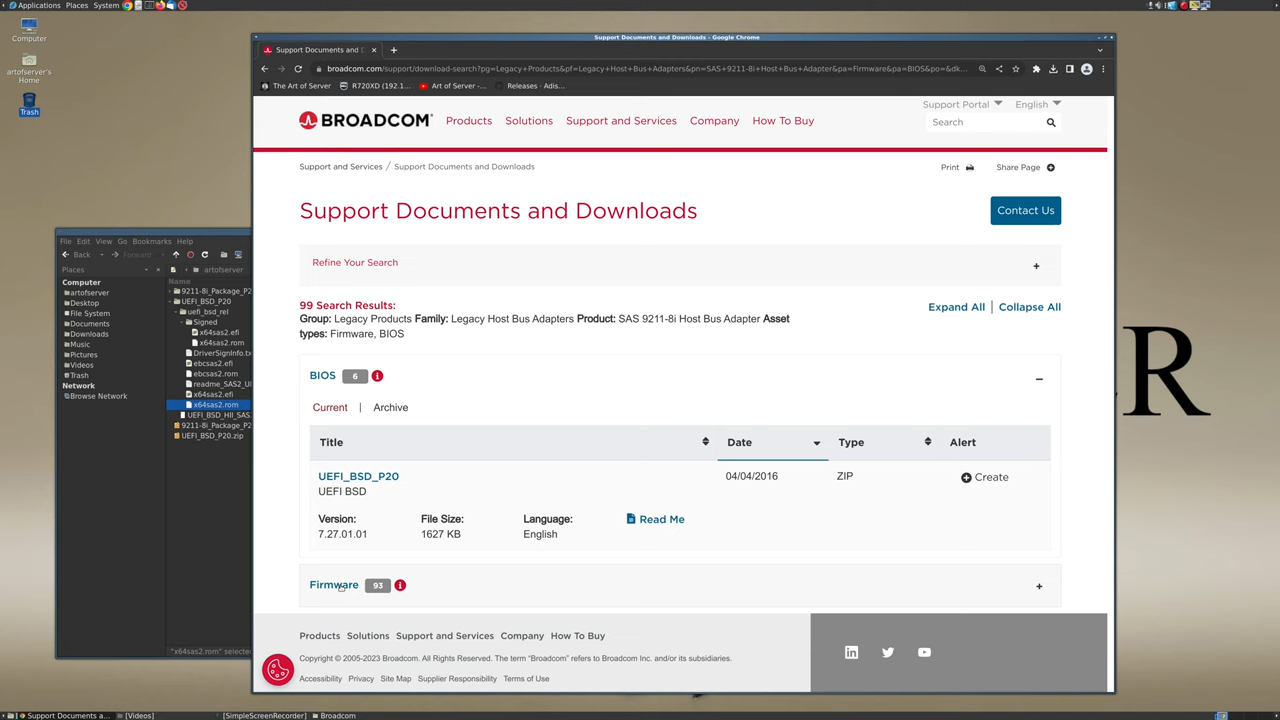 Applications Places System
Computer
artofserver's
Home
Trash
Support Documents and Downloads - Google Chrome
Support Documents and D
broadcom.com/support/download-search?pg=Legacy+Products&pf=Legacy+Host+Bus+Adapters&pn=SAS+9211-8i+Host+Bus+Adapter&pa=Firmware&pa=BIOS&po=&dk...
The Art of Server R720XD (192.1... Art of Server -... Releases · Adis...
Support Portal English
BROADCOM Products Solutions Support and Services Company How To Buy Search
Support and Services / Support Documents and Downloads Print Share Page
Support Documents and Downloads Contact Us
Refine Your Search +
99 Search Results:
Group: Legacy Products Family: Legacy Host Bus Adapters Product: SAS 9211-8i Host Bus Adapter Asset
types: Firmware, BIOS
Expand All | Collapse All
BIOS 6 i −
Current | Archive
Title Date Type Alert
UEFI_BSD_P20 04/04/2016 ZIP Create
UEFI BSD
Version: File Size: Language: Read Me
7.27.01.01 1627 KB English
Firmware 93 i +
Products Solutions Support and Services Company How To Buy
Copyright © 2005-2023 Broadcom. All Rights Reserved. The term “Broadcom” refers to Broadcom Inc. and/or its subsidiaries.
Accessibility Privacy Site Map Supplier Responsibility Terms of Use
File Edit View Go Bookmarks Help
Back Forward
Places artofserver
Computer
artofserver
Desktop
File System
Documents
Downloads
Music
Pictures
Videos
Trash
Network
Browse Network
Name
9211-8i_Package_P2
UEFI_BSD_P20
uefi_bsd_rel
Signed
x64sas2.efi
x64sas2.rom
DriverSignInfo.tx
ebcsas2.efi
ebcsas2.rom
readme_SAS2_U
x64sas2.efi
x64sas2.rom
UEFI_BSD_HII_SAS
9211-8i_Package_P2
UEFI_BSD_P20.zip
"x64sas2.rom" selected
R
Support Documents a... [Videos] [SimpleScreenRecorder] Broadcom